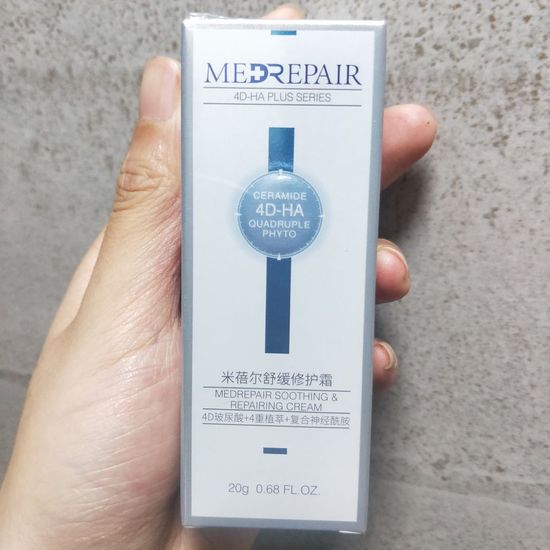 MEDREPAIR
4D-HA PLUS SERIES
CERAMIDE
4D-HA
QUADRUPLE
PHYTO
米蓓尔舒缓修护霜
MEDREPAIR SOOTHING &
REPAIRING CREAM
4D玻尿酸+4重植萃+复合神经酰胺
20g 0.68 FL.OZ.